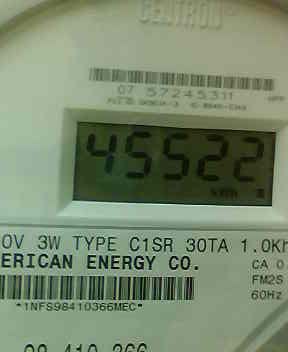 CENTRON
07 57245311
45522
kWh
0V 3W TYPE C1SR 30TA 1.0Kh
ERICAN ENERGY CO.
CA 0.
FM2S
60Hz
*1NFS98410366MEC*
98 410 366